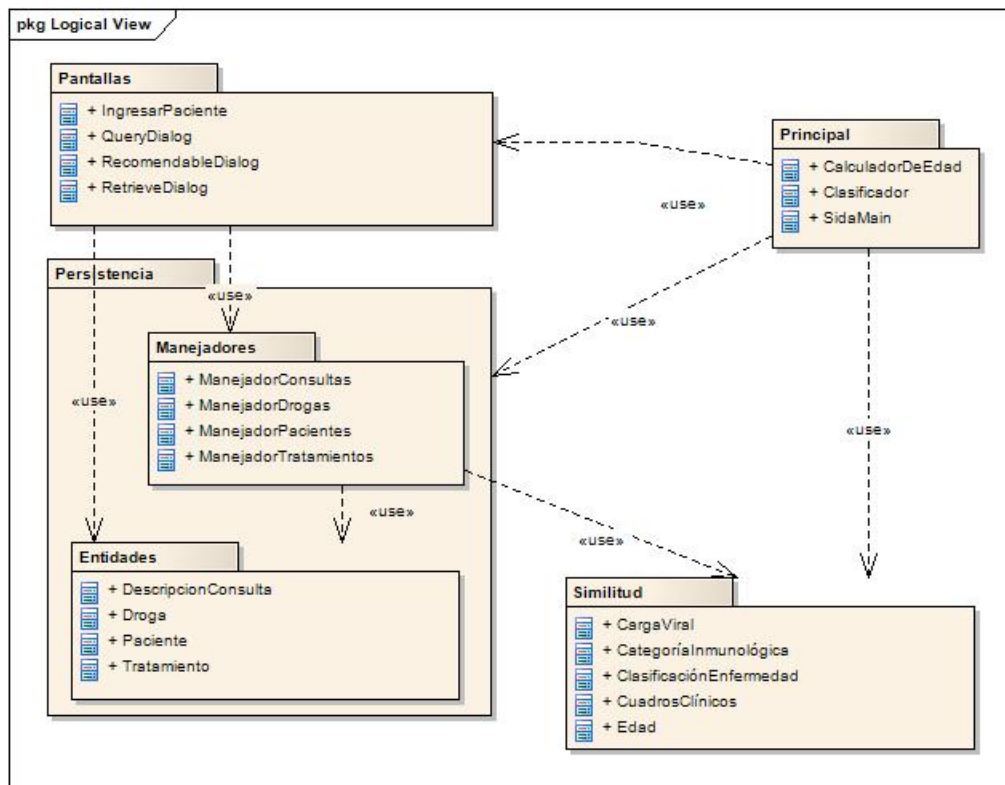 pkg Logical View
Pantallas
+ IngresarPaciente
+ QueryDialog
+ RecomendableDialog
+ RetrieveDialog
Principal
+ CalculadorDeEdad
+ Clasificador
+ SidaMain
«use»
Persistencia
«use»
«use»
Manejadores
+ ManejadorConsultas
+ ManejadorDrogas
+ ManejadorPacientes
+ ManejadorTratamientos
«use»
«use»
«use»
«use»
Entidades
+ DescripcionConsulta
+ Droga
+ Paciente
+ Tratamiento
Similitud
+ CargaViral
+ CategoríaInmunológica
+ ClasificaciónEnfermedad
+ CuadrosClínicos
+ Edad